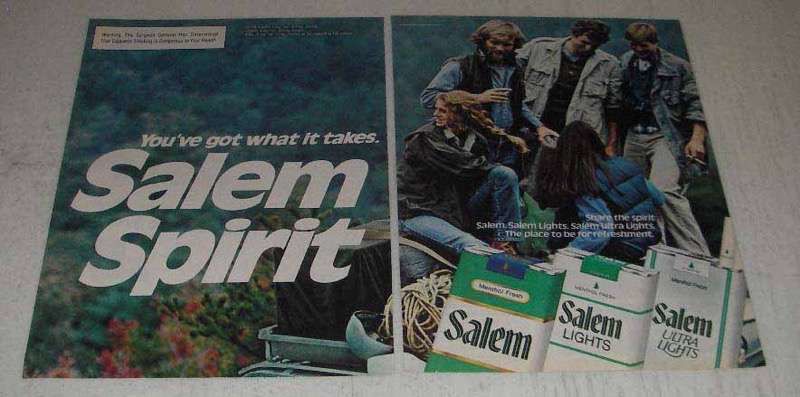 Warning: The Surgeon General Has Determined
That Cigarette Smoking Is Dangerous to Your Health.
You've got what it takes.
Salem
Spirit
Share the spirit.
Salem. Salem Lights. Salem Ultra Lights.
The place to be for refreshment.
Menthol Fresh
Salem
MENTHOL FRESH
Salem
LIGHTS
Menthol Fresh
Salem
ULTRA
LIGHTS